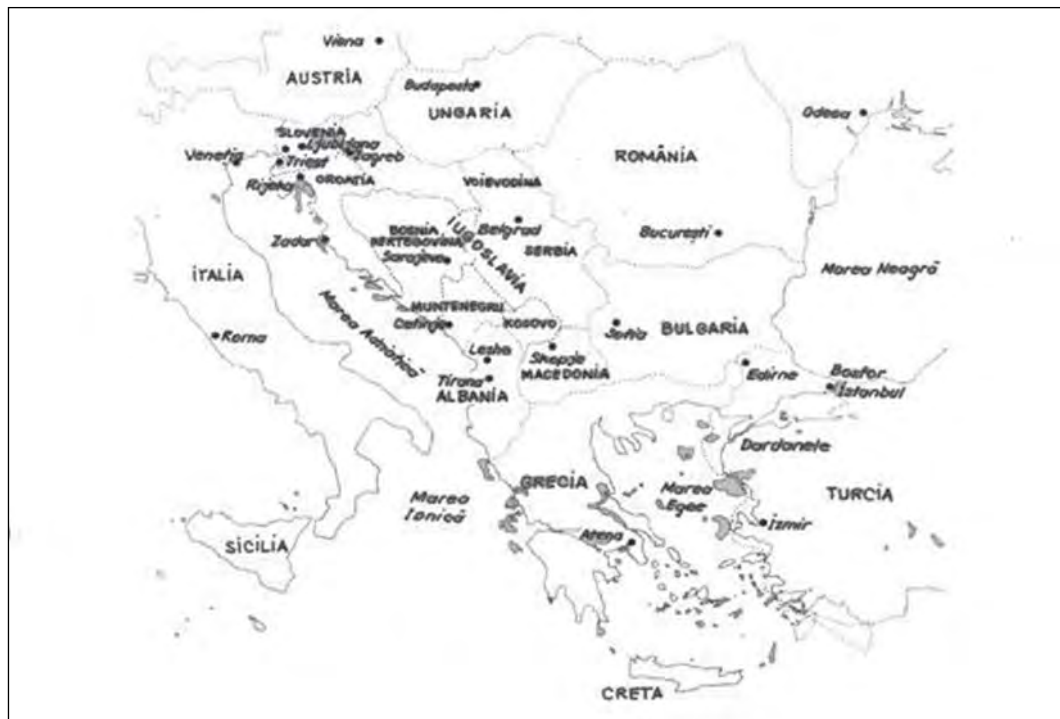 Viena
AUSTRIA
Budapesta
UNGARIA
Odesa
SLOVENIA
Ljubljana
Zagreb
Veneția
Triest
ROMÂNIA
Rijeka
CROATIA
VOIEVODINA
Belgrad
București
Zadar
BOSNIA
HERTEGOVINA
Sarajevo
IUGOSLAVIA
SERBIA
ITALIA
Marea Neagră
MUNTENEGRU
Cetinje
KOSOVO
Sofia
BULGARIA
Roma
Marea Adriatică
Lesha
Skopje
MACEDONIA
Edirne
Bosfor
Istanbul
Tirana
ALBANIA
Dardanele
GRECIA
Marea
Egee
TURCIA
Marea
Ionică
Izmir
Atena
SICILIA
CRETA